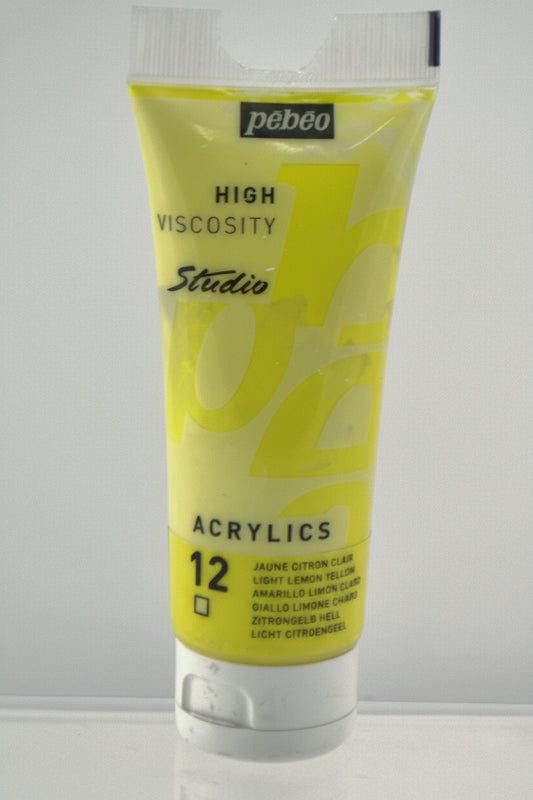 pēbéo
HIGH
VISCOSITY
Studio
ACRYLICS
12
JAUNE CITRON CLAIR
LIGHT LEMON YELLOW
AMARILLO LIMON CLARO
GIALLO LIMONE CHIARO
ZITRONGELB HELL
LICHT CITROENGEEL